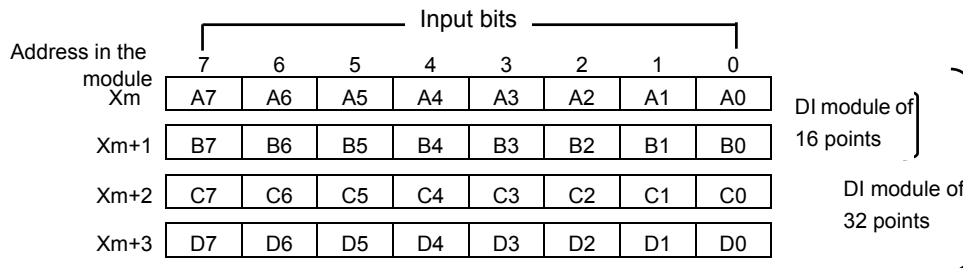 Input bits
Address in the module
7 6 5 4 3 2 1 0
Xm A7 A6 A5 A4 A3 A2 A1 A0
Xm+1 B7 B6 B5 B4 B3 B2 B1 B0
Xm+2 C7 C6 C5 C4 C3 C2 C1 C0
Xm+3 D7 D6 D5 D4 D3 D2 D1 D0
DI module of
16 points
DI module of
32 points